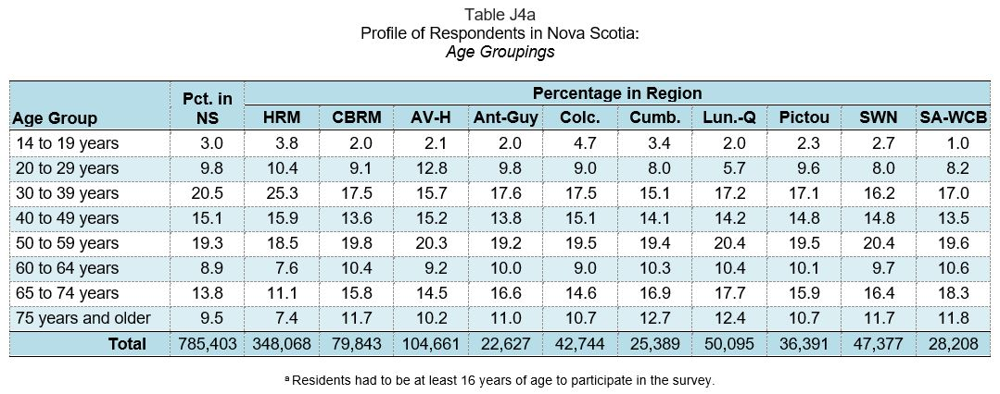 Table J4a
Profile of Respondents in Nova Scotia:
Age Groupings
Age Group Pct. in NS Percentage in Region
HRM CBRM AV-H Ant-Guy Colc. Cumb. Lun.-Q Pictou SWN SA-WCB
14 to 19 years 3.0 3.8 2.0 2.1 2.0 4.7 3.4 2.0 2.3 2.7 1.0
20 to 29 years 9.8 10.4 9.1 12.8 9.8 9.0 8.0 5.7 9.6 8.0 8.2
30 to 39 years 20.5 25.3 17.5 15.7 17.6 17.5 15.1 17.2 17.1 16.2 17.0
40 to 49 years 15.1 15.9 13.6 15.2 13.8 15.1 14.1 14.2 14.8 14.8 13.5
50 to 59 years 19.3 18.5 19.8 20.3 19.2 19.5 19.4 20.4 19.5 20.4 19.6
60 to 64 years 8.9 7.6 10.4 9.2 10.0 9.0 10.3 10.4 10.1 9.7 10.6
65 to 74 years 13.8 11.1 15.8 14.5 16.6 14.6 16.9 17.7 15.9 16.4 18.3
75 years and older 9.5 7.4 11.7 10.2 11.0 10.7 12.7 12.4 10.7 11.7 11.8
Total 785,403 348,068 79,843 104,661 22,627 42,744 25,389 50,095 36,391 47,377 28,208
a Residents had to be at least 16 years of age to participate in the survey.